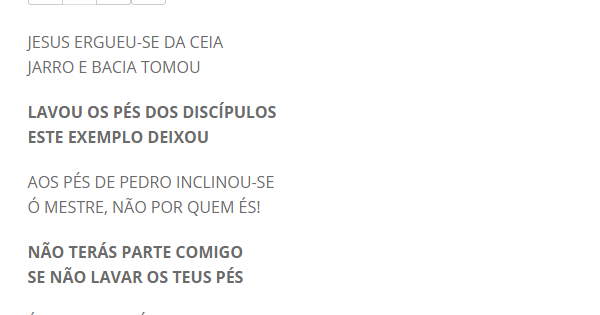 JESUS ERGUEU-SE DA CEIA
JARRO E BACIA TOMOU
LAVOU OS PÉS DOS DISCÍPULOS
ESTE EXEMPLO DEIXOU
AOS PÉS DE PEDRO INCLINOU-SE
Ó MESTRE, NÃO POR QUEM ÉS!
NÃO TERÁS PARTE COMIGO
SE NÃO LAVAR OS TEUS PÉS